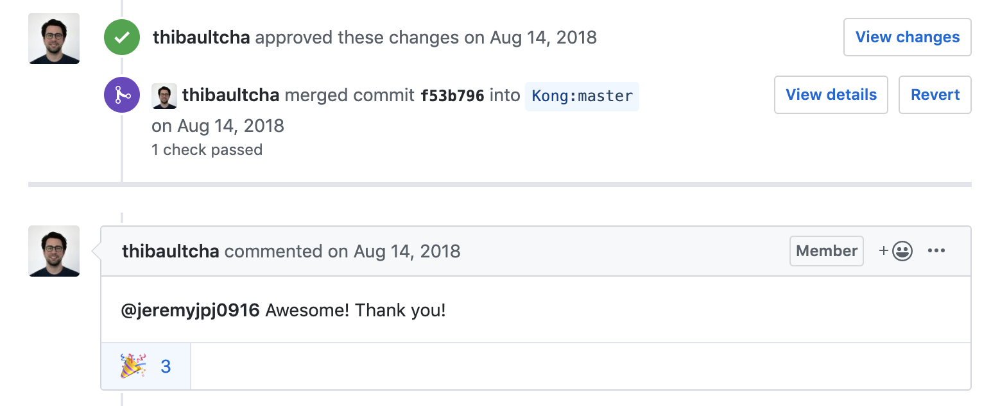 thibaultcha approved these changes on Aug 14, 2018
View changes
thibaultcha merged commit f53b796 into Kong:master
View details
Revert
on Aug 14, 2018
1 check passed
thibaultcha commented on Aug 14, 2018
Member
@jeremyjpj0916 Awesome! Thank you!
3